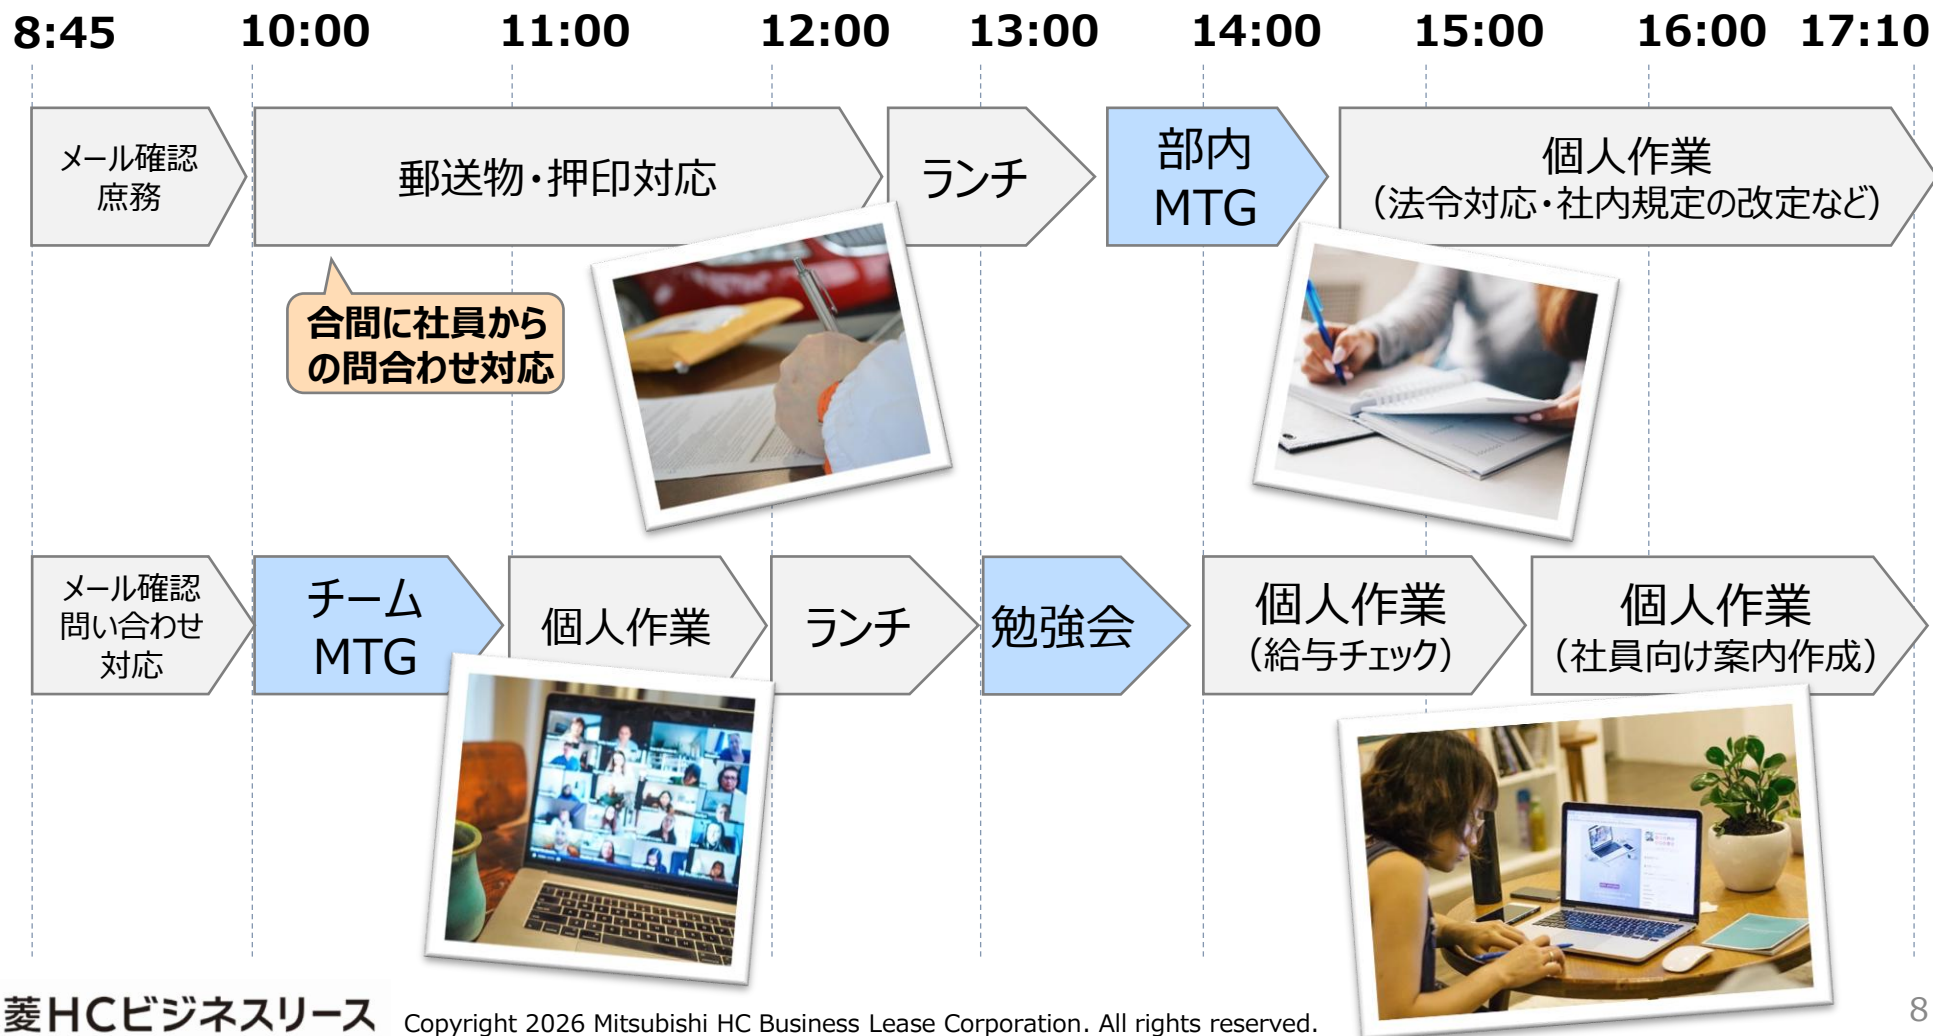 8:45 10:00 11:00 12:00 13:00 14:00 15:00 16:00 17:10
メール確認
庶務
郵送物・押印対応
ランチ
部内
MTG
個人作業
（法令対応・社内規定の改定など）
合間に社員から
の問合わせ対応
メール確認
問い合わせ
対応
チーム
MTG
個人作業
ランチ
勉強会
個人作業
（給与チェック）
個人作業
（社員向け案内作成）
菱HCビジネスリース
Copyright 2026 Mitsubishi HC Business Lease Corporation. All rights reserved.
8